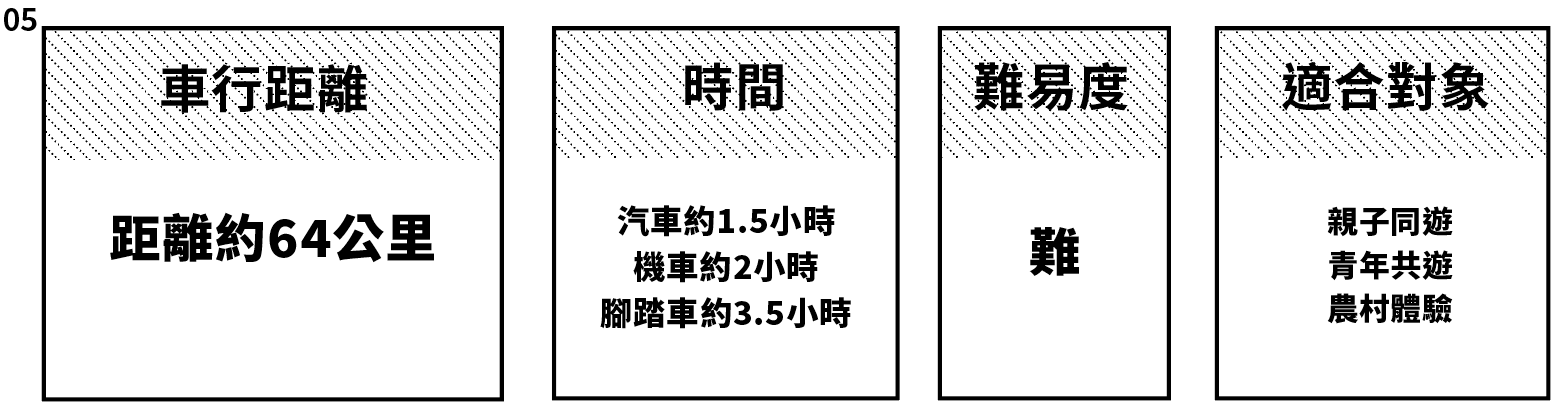 05
車行距離
距離約64公里
時間
汽車約1.5小時
機車約2小時
腳踏車約3.5小時
難易度
難
適合對象
親子同遊
青年共遊
農村體驗